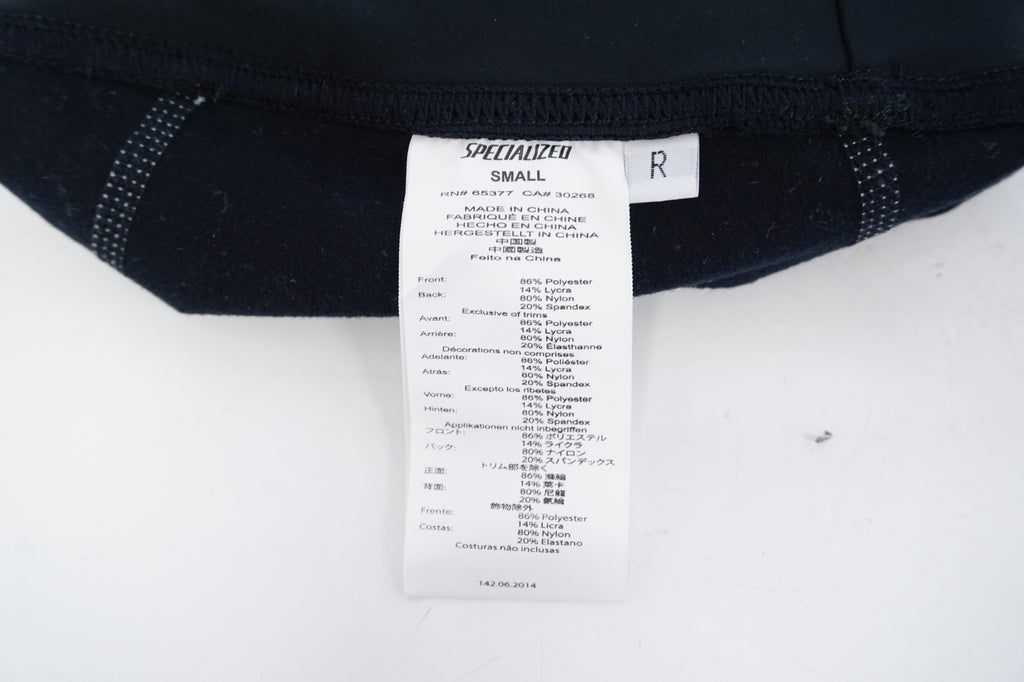 SPECIALIZED
SMALL
R
RN# 65377 CA# 30268
MADE IN CHINA
FABRIQUÉ EN CHINE
HECHO EN CHINA
HERGESTELLT IN CHINA
中国製
中國製造
Feito na China
Front: 86% Polyester
14% Lycra
Back: 80% Nylon
20% Spandex
Exclusive of trims
Avant: 86% Polyester
14% Lycra
Arrière: 80% Nylon
20% Élasthanne
Décorations non comprises
Adelante: 86% Poliéster
14% Lycra
Atrás: 80% Nylon
20% Spandex
Excepto los ribetes
Vorne: 86% Polyester
14% Lycra
Hinten: 80% Nylon
20% Spandex
Applikationen nicht inbegriffen
フロント: 86% ポリエステル
14% ライクラ
バック: 80% ナイロン
20% スパンデックス
トリム部を除く
正面: 86% 滌綸
14% 萊卡
背面: 80% 尼龍
20% 氨綸
飾物除外
Frente: 86% Polyester
14% Licra
Costas: 80% Nylon
20% Elastano
Costuras não inclusas
142.06.2014